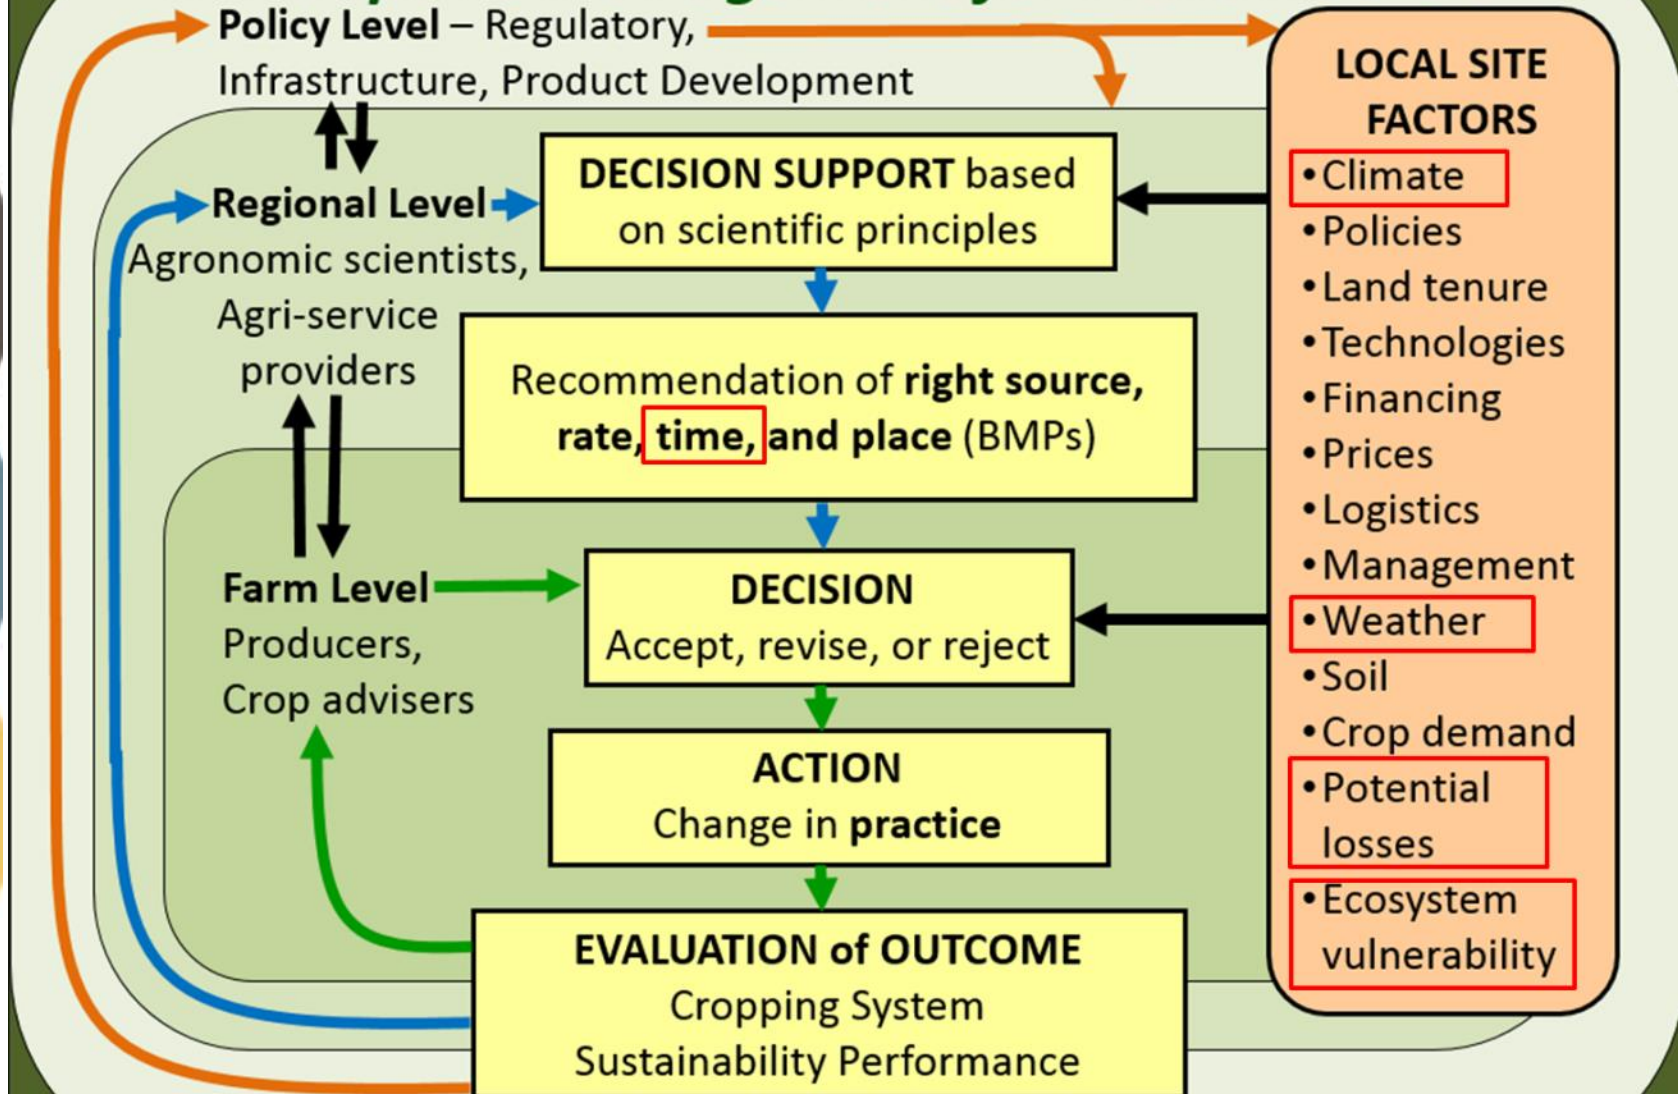 Policy Level – Regulatory,
Infrastructure, Product Development
Regional Level
Agronomic scientists,
Agri-service
providers
Farm Level
Producers,
Crop advisers
DECISION SUPPORT based
on scientific principles
Recommendation of right source,
rate, time, and place (BMPs)
DECISION
Accept, revise, or reject
ACTION
Change in practice
EVALUATION of OUTCOME
Cropping System
Sustainability Performance
LOCAL SITE
FACTORS
•Climate
•Policies
•Land tenure
•Technologies
•Financing
•Prices
•Logistics
•Management
•Weather
•Soil
•Crop demand
•Potential
losses
•Ecosystem
vulnerability